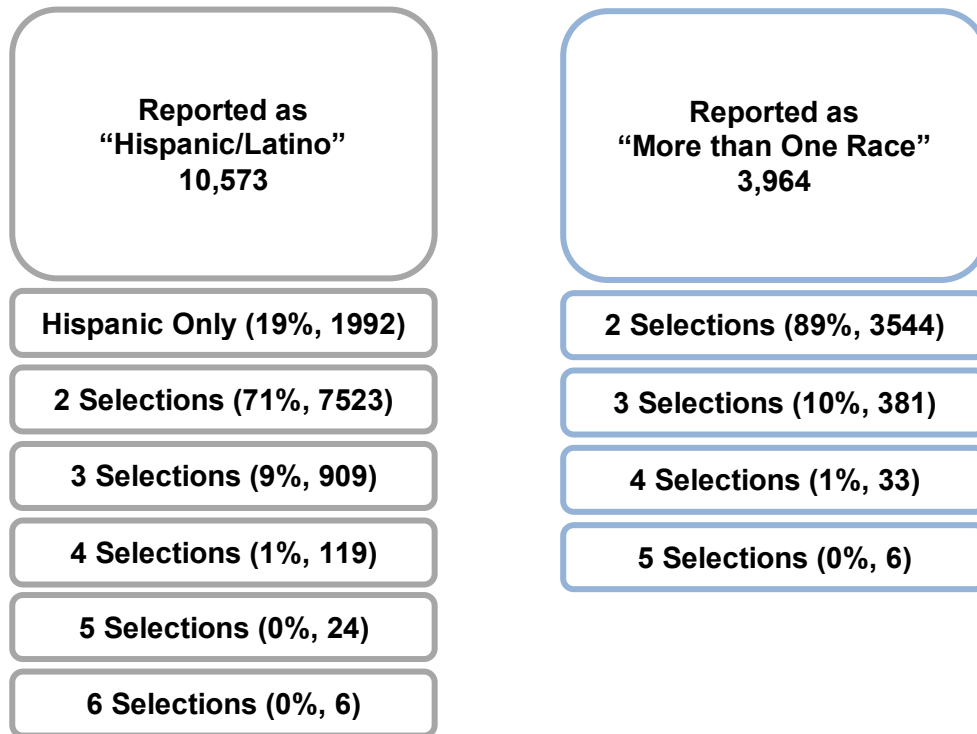 Reported as
“Hispanic/Latino”
10,573
Hispanic Only (19%, 1992)
2 Selections (71%, 7523)
3 Selections (9%, 909)
4 Selections (1%, 119)
5 Selections (0%, 24)
6 Selections (0%, 6)
Reported as
“More than One Race”
3,964
2 Selections (89%, 3544)
3 Selections (10%, 381)
4 Selections (1%, 33)
5 Selections (0%, 6)